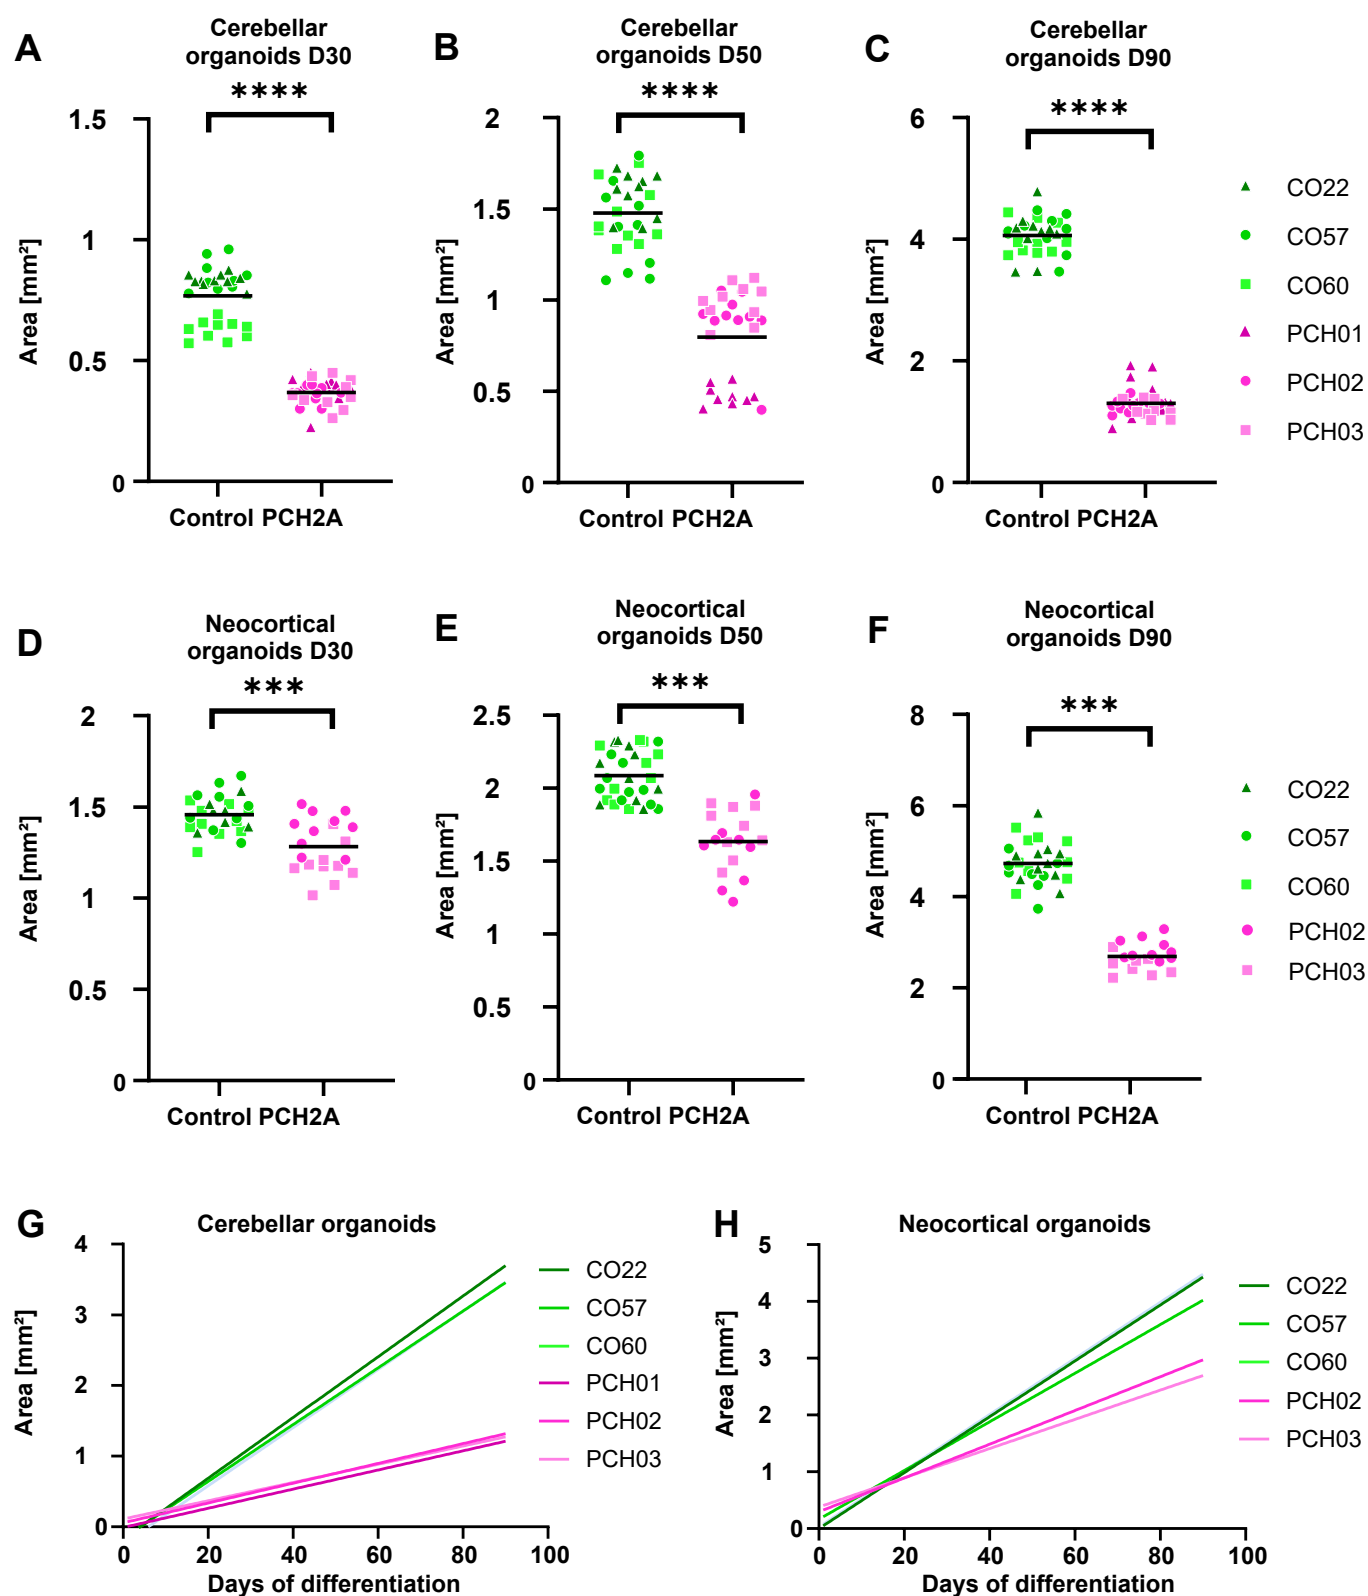 A
Cerebellar
organoids D30
****
1.5
1
0.5
0
Area [mm²]
Control PCH2A
B
Cerebellar
organoids D50
****
2
1.5
1
0.5
0
Area [mm²]
Control PCH2A
C
Cerebellar
organoids D90
****
6
4
2
0
Area [mm²]
Control PCH2A
CO22
CO57
CO60
PCH01
PCH02
PCH03
D
Neocortical
organoids D30
***
2
1.5
1
0.5
0
Area [mm²]
Control PCH2A
E
Neocortical
organoids D50
***
2.5
2
1.5
1
0.5
0
Area [mm²]
Control PCH2A
F
Neocortical
organoids D90
***
8
6
4
2
0
Area [mm²]
Control PCH2A
CO22
CO57
CO60
PCH02
PCH03
G
Cerebellar organoids
4
3
2
1
0
Area [mm²]
0 20 40 60 80 100
Days of differentiation
CO22
CO57
CO60
PCH01
PCH02
PCH03
H
Neocortical organoids
5
4
3
2
1
0
Area [mm²]
0 20 40 60 80 100
Days of differentiation
CO22
CO57
CO60
PCH02
PCH03